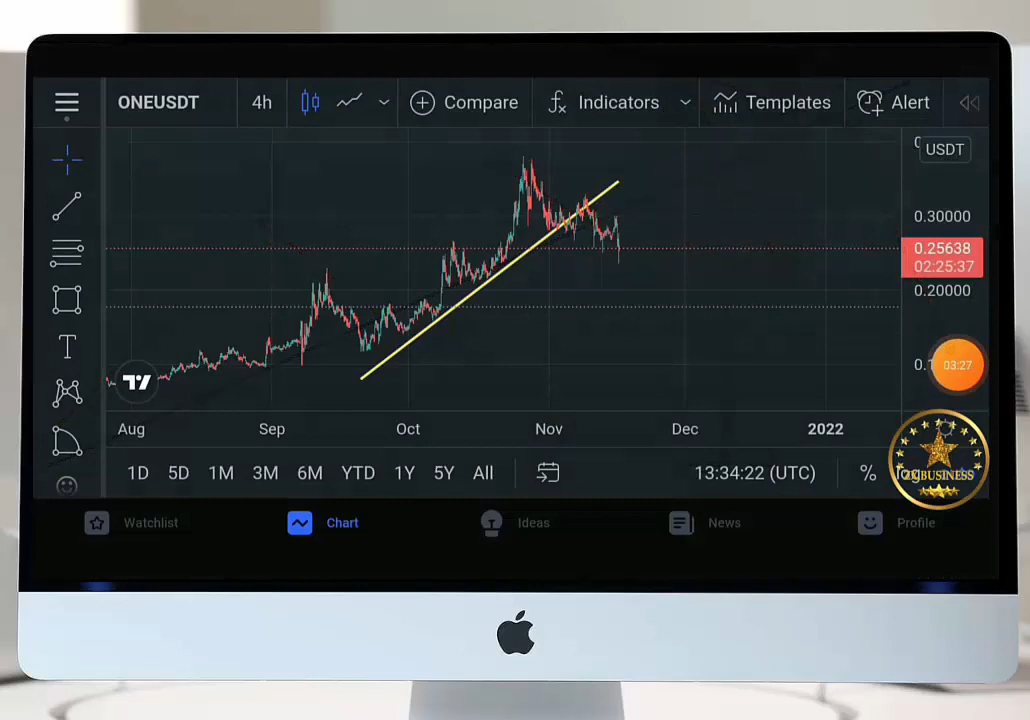 ONEUSDT 4h Compare Indicators Templates Alert
USDT
0.30000
0.25638
02:25:37
0.20000
03:27
Aug Sep Oct Nov Dec 2022
1D 5D 1M 3M 6M YTD 1Y 5Y All 13:34:22 (UTC) % log
BUSINESS
Watchlist Chart Ideas News Profile